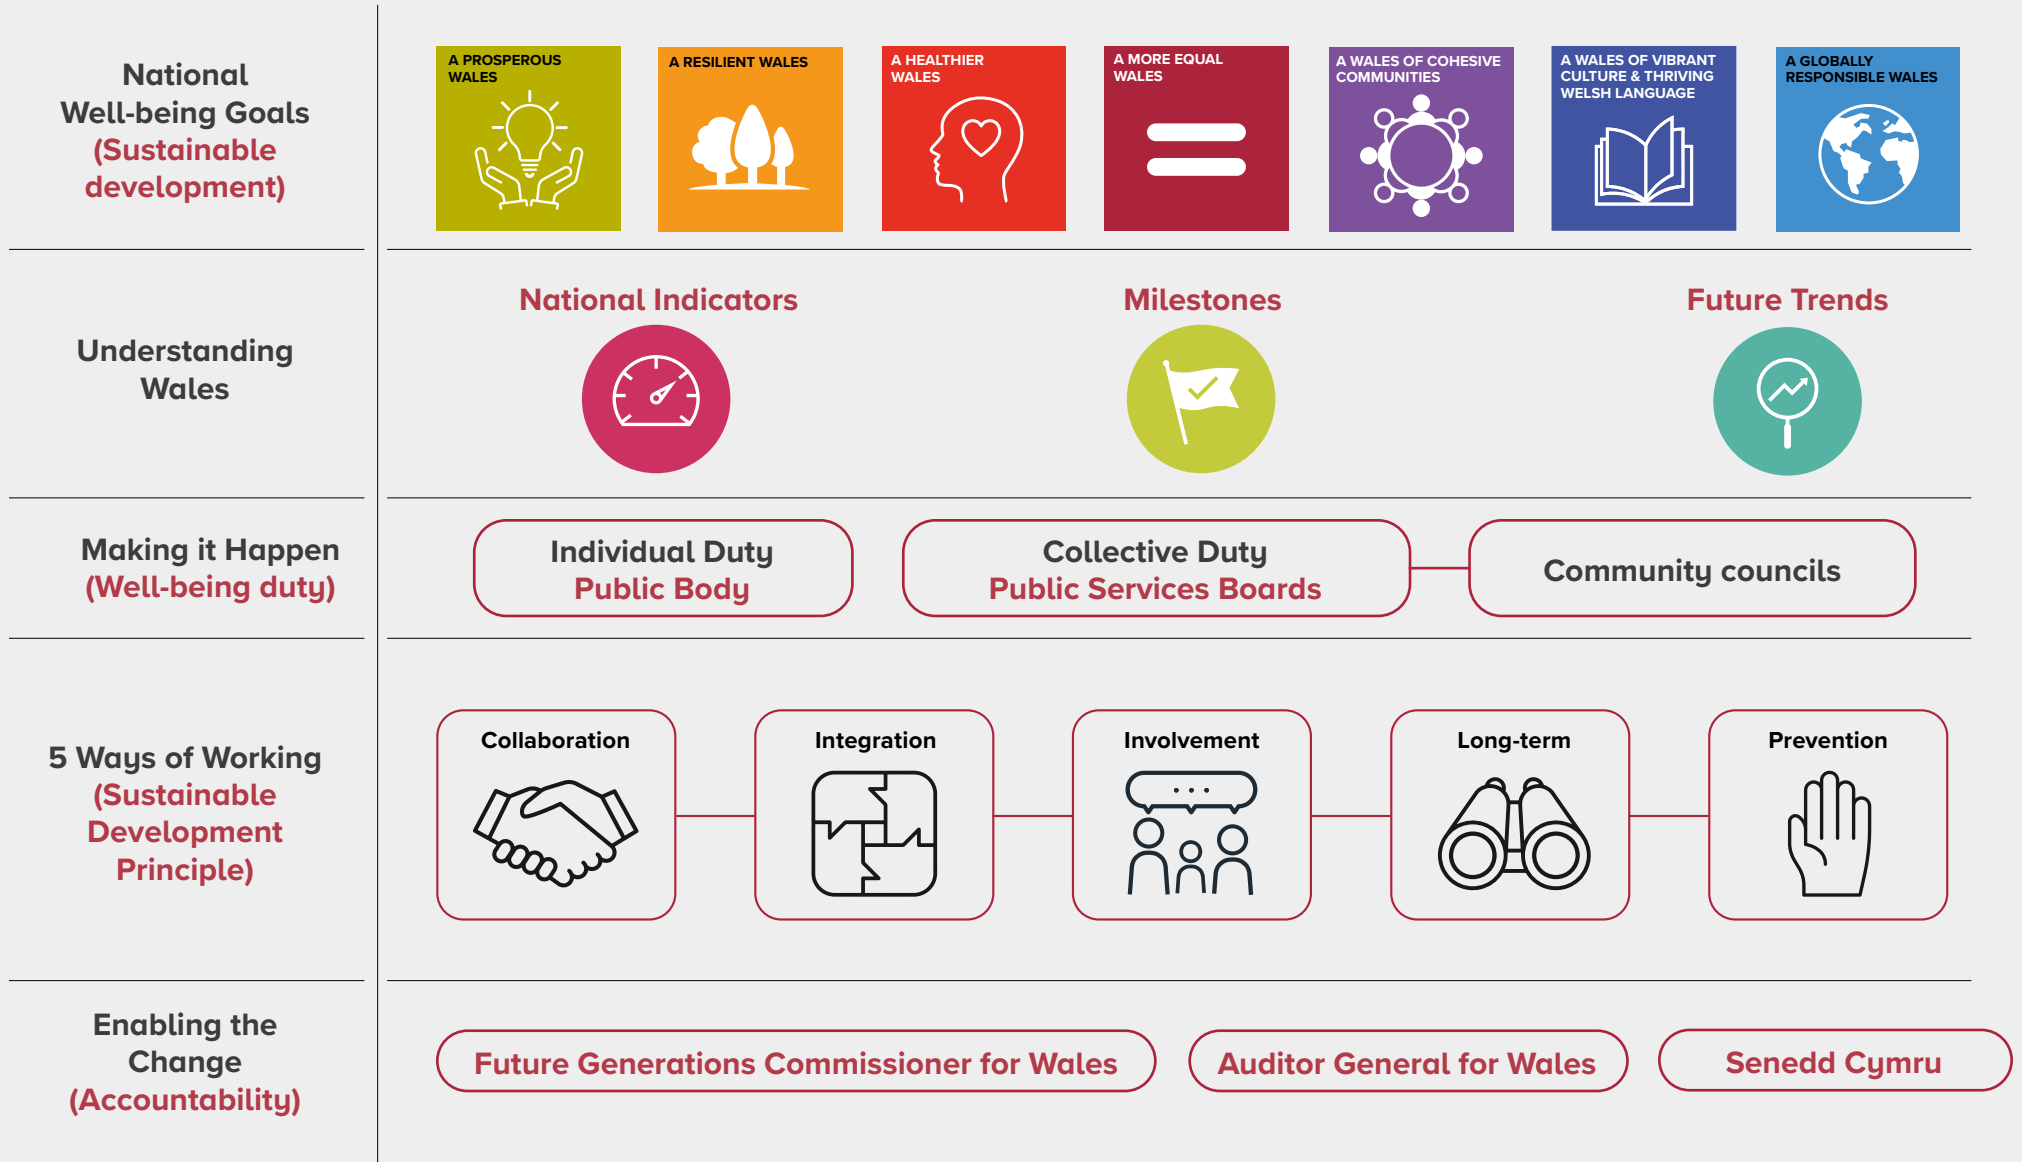 National
Well-being Goals
(Sustainable
development)
A PROSPEROUS
WALES
A RESILIENT WALES
A HEALTHIER
WALES
A MORE EQUAL
WALES
A WALES OF COHESIVE
COMMUNITIES
A WALES OF VIBRANT
CULTURE & THRIVING
WELSH LANGUAGE
A GLOBALLY
RESPONSIBLE WALES
Understanding
Wales
National Indicators
Milestones
Future Trends
Making it Happen
(Well-being duty)
Individual Duty
Public Body
Collective Duty
Public Services Boards
Community councils
5 Ways of Working
(Sustainable
Development
Principle)
Collaboration
Integration
Involvement
Long-term
Prevention
Enabling the
Change
(Accountability)
Future Generations Commissioner for Wales
Auditor General for Wales
Senedd Cymru